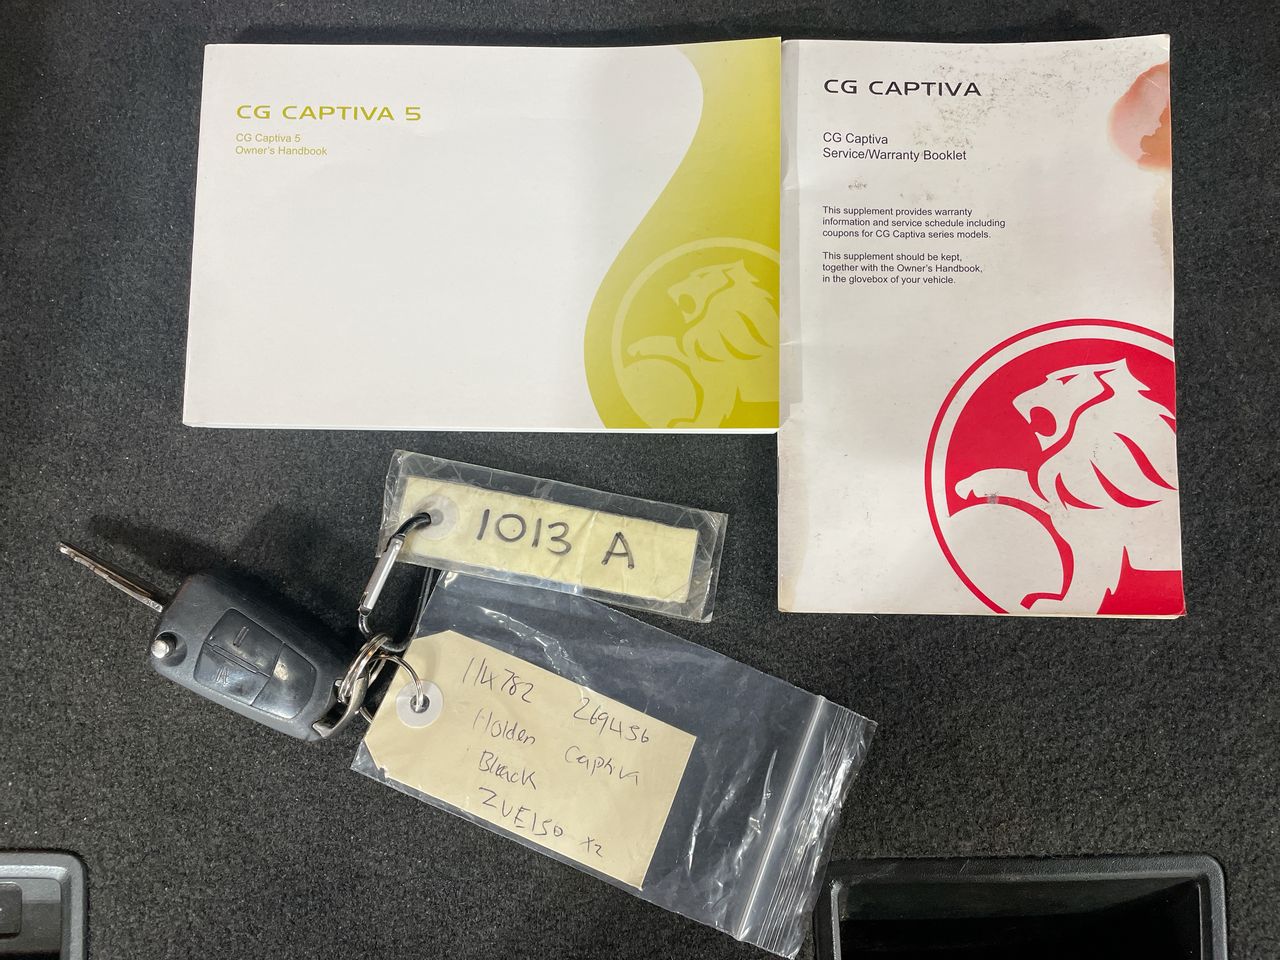 CG CAPTIVA 5
CG Captiva 5
Owner's Handbook
CG CAPTIVA
CG Captiva
Service/Warranty Booklet
This supplement provides warranty
information and service schedule including
coupons for CG Captiva series models.
This supplement should be kept,
together with the Owner's Handbook,
in the glovebox of your vehicle.
1013 A
114782 269456
Holden Captiva
Black
ZVE150 x2